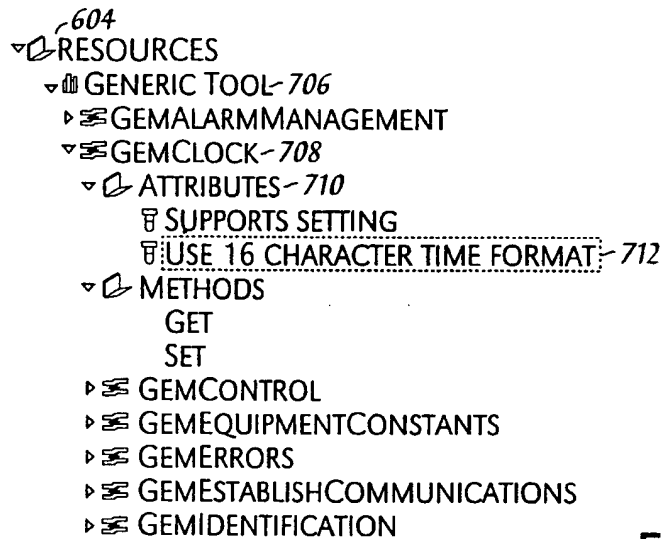 604
RESOURCES
GENERIC TOOL 706
GEMALARMMANAGEMENT
GEMCLOCK 708
ATTRIBUTES 710
SUPPORTS SETTING
USE 16 CHARACTER TIME FORMAT 712
METHODS
GET
SET
GEMCONTROL
GEMEQUIPMENTCONSTANTS
GEMERRORS
GEMESTABLISHCOMMUNICATIONS
GEMIDENTIFICATION